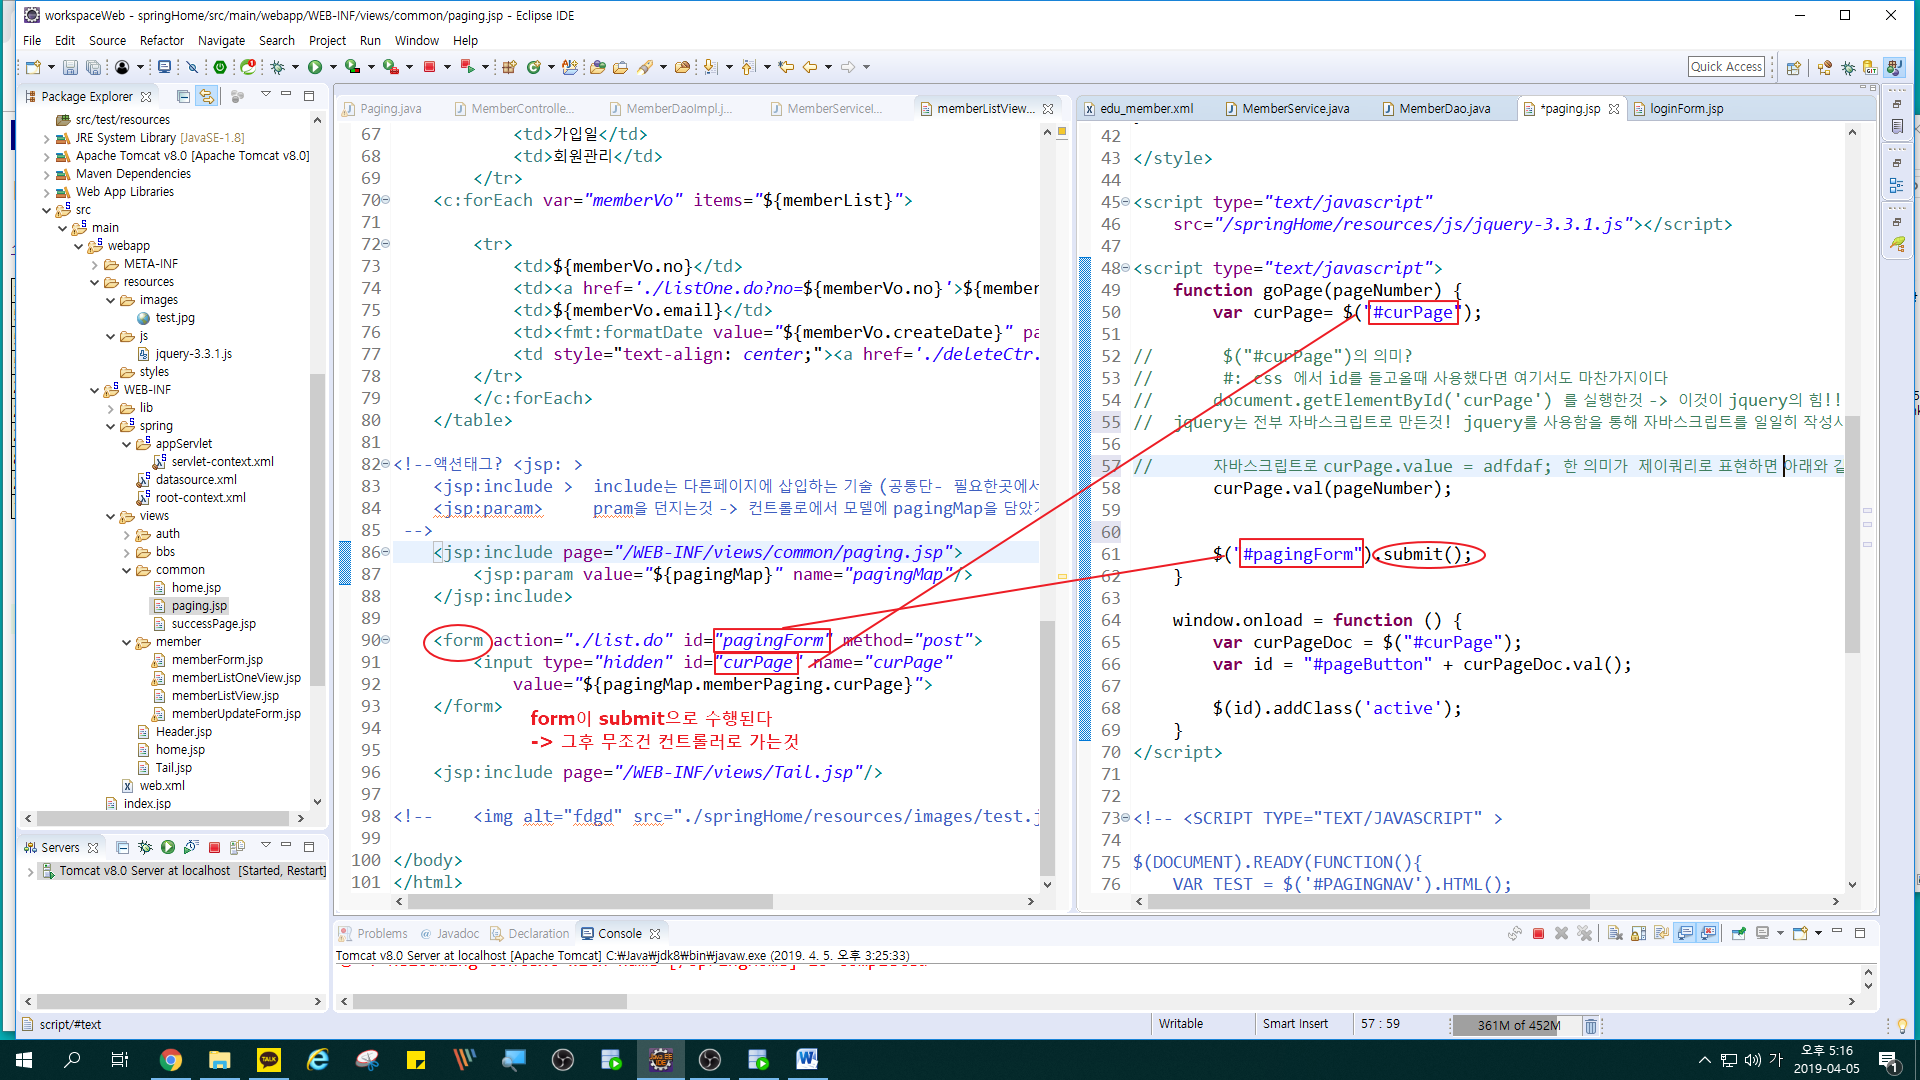 workspaceWeb - springHome/src/main/webapp/WEB-INF/views/common/paging.jsp - Eclipse IDE
File Edit Source Refactor Navigate Search Project Run Window Help
Quick Access
Package Explorer
src/test/resources
JRE System Library [JavaSE-1.8]
Apache Tomcat v8.0 [Apache Tomcat v8.0]
Maven Dependencies
Web App Libraries
src
main
webapp
META-INF
resources
images
test.jpg
js
jquery-3.3.1.js
styles
WEB-INF
lib
spring
appServlet
servlet-context.xml
datasource.xml
root-context.xml
views
auth
bbs
common
home.jsp
paging.jsp
successPage.jsp
member
memberForm.jsp
memberListOneView.jsp
memberListView.jsp
memberUpdateForm.jsp
Header.jsp
home.jsp
Tail.jsp
web.xml
index.jsp
Servers
Tomcat v8.0 Server at localhost [Started, Restart]
Paging.java MemberControlle... MemberDaoImpl.j... MemberServiceI... memberListView...
67 <td>가입일</td>
68 <td>회원관리</td>
69 </tr>
70 <c:forEach var="memberVo" items="${memberList}">
71
72 <tr>
73 <td>${memberVo.no}</td>
74 <td><a href='./listOne.do?no=${memberVo.no}'>${member
75 <td>${memberVo.email}</td>
76 <td><fmt:formatDate value="${memberVo.createDate}" pa
77 <td style="text-align: center;"><a href='./deleteCtr.
78 </tr>
79 </c:forEach>
80 </table>
81
82 <!--액션태그? <jsp: >
83 <jsp:include > include는 다른페이지에 삽입하는 기술 (공통단- 필요한곳에서
84 <jsp:param> pram을 던지는것 -> 컨트롤로에서 모델에 pagingMap을 담았기
85 -->
86 <jsp:include page="/WEB-INF/views/common/paging.jsp">
87 <jsp:param value="${pagingMap}" name="pagingMap"/>
88 </jsp:include>
89
90 <form action="./list.do" id="pagingForm" method="post">
91 <input type="hidden" id="curPage" name="curPage"
92 value="${pagingMap.memberPaging.curPage}">
93 </form>
form이 submit으로 수행된다
94
-> 그후 무조건 컨트롤러로 가는것
95
96 <jsp:include page="/WEB-INF/views/Tail.jsp"/>
97
98 <!-- <img alt="fdgd" src="./springHome/resources/images/test.j
99
100 </body>
101 </html>
edu_member.xml MemberService.java MemberDao.java *paging.jsp loginForm.jsp
42
43 </style>
44
45 <script type="text/javascript"
46 src="/springHome/resources/js/jquery-3.3.1.js"></script>
47
48 <script type="text/javascript">
49 function goPage(pageNumber) {
50 var curPage= $("#curPage");
51
52 // $("#curPage")의 의미?
53 // #: css 에서 id를 들고올때 사용했다면 여기서도 마찬가지이다
54 // document.getElementById('curPage') 를 실행한것 -> 이것이 jquery의 힘!!
55 // jquery는 전부 자바스크립트로 만든것! jquery를 사용함을 통해 자바스크립트를 일일히 작성시
56
57 // 자바스크립트로 curPage.value = adfdaf; 한 의미가 제이쿼리로 표현하면 아래와 같
58 curPage.val(pageNumber);
59
60
61 $("#pagingForm").submit();
62 }
63
64 window.onload = function () {
65 var curPageDoc = $("#curPage");
66 var id = "#pageButton" + curPageDoc.val();
67
68 $(id).addClass('active');
69 }
70 </script>
71
72
73 <!-- <SCRIPT TYPE="TEXT/JAVASCRIPT" >
74
75 $(DOCUMENT).READY(FUNCTION(){
76 VAR TEST = $('#PAGINGNAV').HTML();
Problems Javadoc Declaration Console
Tomcat v8.0 Server at localhost [Apache Tomcat] C:₩Java₩jdk8₩bin₩javaw.exe (2019. 4. 5. 오후 3:25:33)
script/#text
Writable Smart Insert 57 : 59 361M of 452M
가 오후 5:16
2019-04-05
1